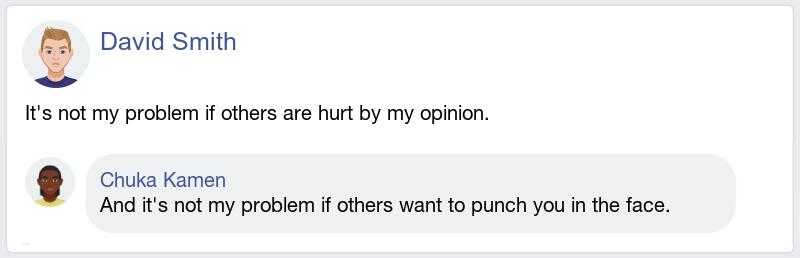 David Smith
It's not my problem if others are hurt by my opinion.
Chuka Kamen
And it's not my problem if others want to punch you in the face.